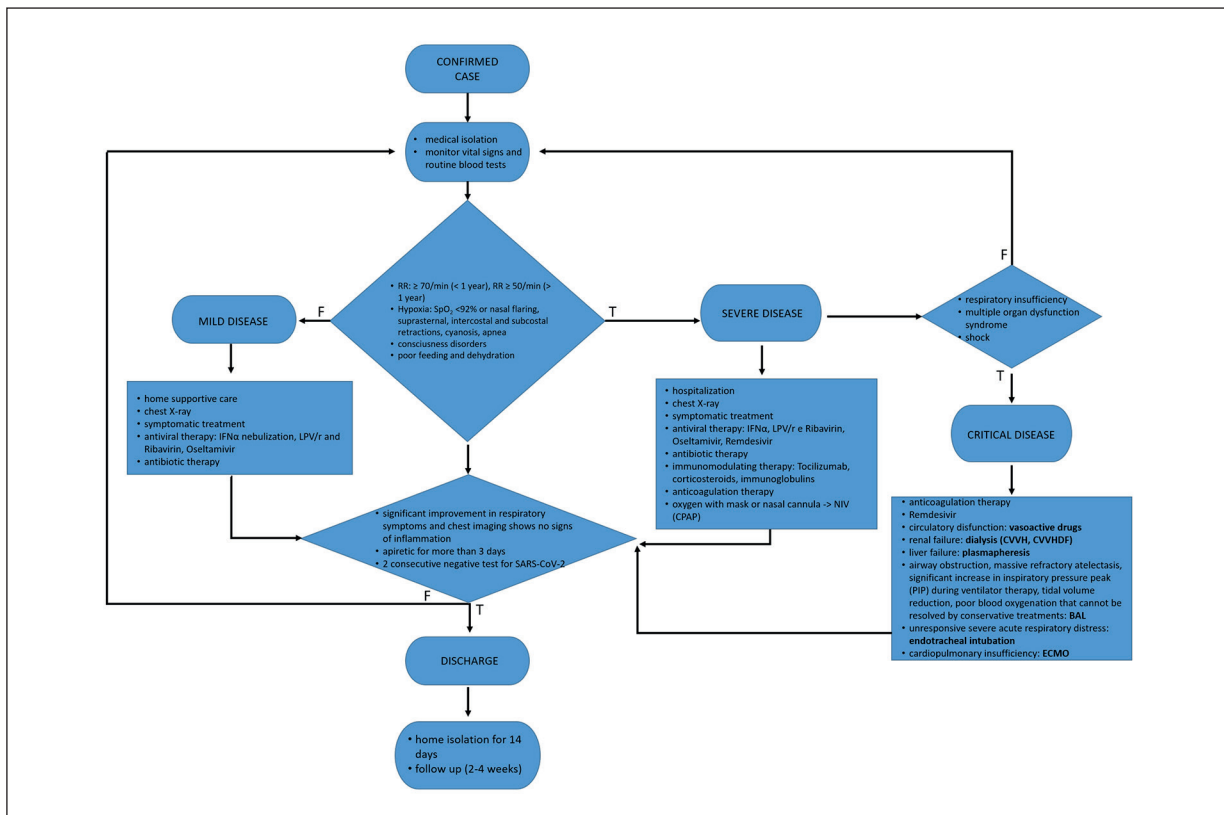 CONFIRMED
CASE
• medical isolation
• monitor vital signs and
routine blood tests
• RR: ≥ 70/min (< 1 year), RR ≥ 50/min (>
1 year)
• Hypoxia: SpO₂ <92% or nasal flaring,
suprasternal, intercostal and subcostal
retractions, cyanosis, apnea
• consciusness disorders
• poor feeding and dehydration
F
T
MILD DISEASE
• home supportive care
• chest X-ray
• symptomatic treatment
• antiviral therapy: IFNα nebulization, LPV/r and
Ribavirin, Oseltamivir
• antibiotic therapy
SEVERE DISEASE
• hospitalization
• chest X-ray
• symptomatic treatment
• antiviral therapy: IFNα, LPV/r e Ribavirin,
Oseltamivir, Remdesivir
• antibiotic therapy
• immunomodulating therapy: Tocilizumab,
corticosteroids, immunoglobulins
• anticoagulation therapy
• oxygen with mask or nasal cannula -> NIV
(CPAP)
F
• respiratory insufficiency
• multiple organ dysfunction
syndrome
• shock
T
CRITICAL DISEASE
• anticoagulation therapy
• Remdesivir
• circulatory disfunction: vasoactive drugs
• renal failure: dialysis (CVVH, CVVHDF)
• liver failure: plasmapheresis
• airway obstruction, massive refractory atelectasis,
significant increase in inspiratory pressure peak
(PIP) during ventilator therapy, tidal volume
reduction, poor blood oxygenation that cannot be
resolved by conservative treatments: BAL
• unresponsive severe acute respiratory distress:
endotracheal intubation
• cardiopulmonary insufficiency: ECMO
• significant improvement in respiratory
symptoms and chest imaging shows no signs
of inflammation
• apiretic for more than 3 days
• 2 consecutive negative test for SARS-CoV-2
F
T
DISCHARGE
• home isolation for 14
days
• follow up (2-4 weeks)